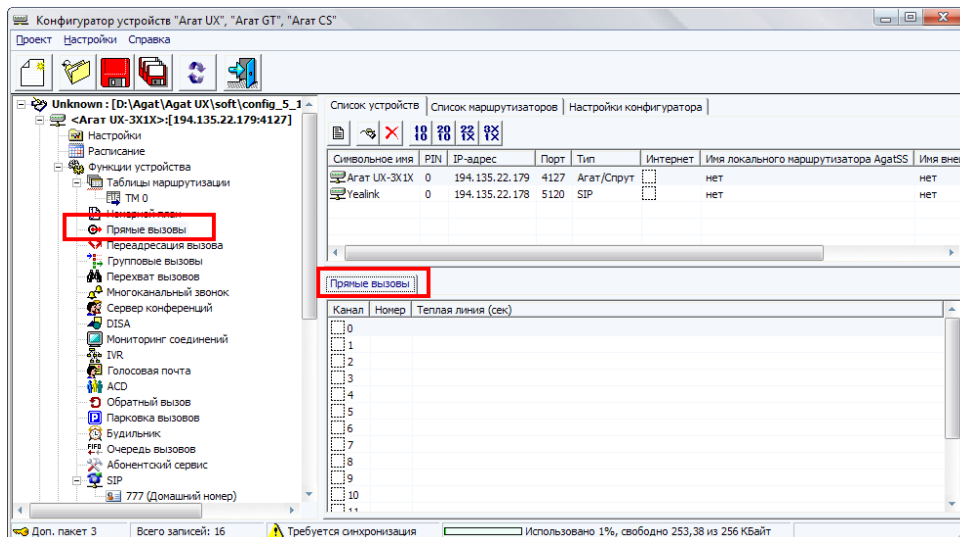 Конфигуратор устройств "Агат UX", "Агат GT", "Агат CS"
Проект Настройки Справка
Unknown : [D:\Agat\Agat UX\soft\config_5_1
<Агат UX-3X1X>:[194.135.22.179:4127]
Настройки
Расписание
Функции устройства
Таблицы маршрутизации
ТМ 0
Номерной план
Прямые вызовы
Переадресация вызова
Групповые вызовы
Перехват вызовов
Многоканальный звонок
Сервер конференций
DISA
Мониторинг соединений
IVR
Голосовая почта
ACD
Обратный вызов
Парковка вызовов
Будильник
FIFO Очередь вызовов
Абонентский сервис
SIP
777 (Домашний номер)
Список устройств Список маршрутизаторов Настройки конфигуратора
Символьное имя PIN IP-адрес Порт Тип Интернет Имя локального маршрутизатора AgatSS Имя вне
Агат UX-3X1X 0 194.135.22.179 4127 Агат/Спрут нет нет
Yealink 0 194.135.22.178 5120 SIP нет нет
Прямые вызовы
Канал Номер Теплая линия (сек)
0
1
2
3
4
5
6
7
8
9
10
11
Доп. пакет 3 Всего записей: 16 Требуется синхронизация Использовано 1%, свободно 253,38 из 256 КБайт